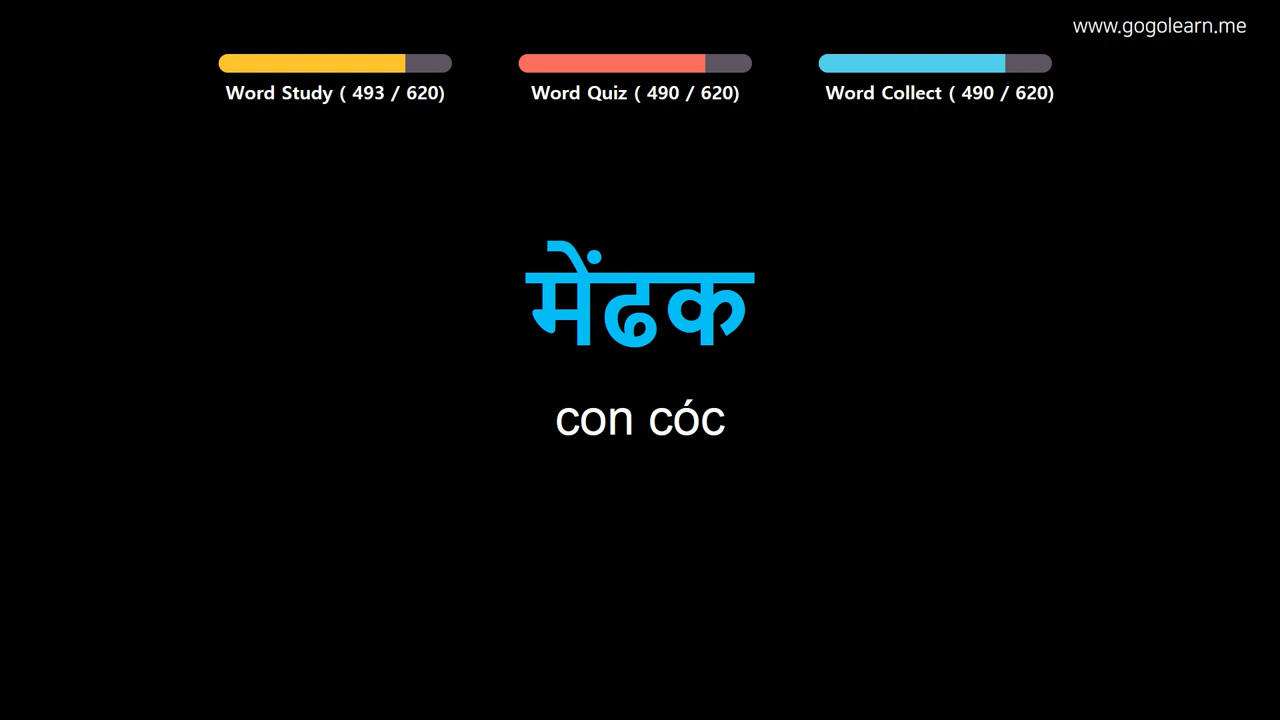 www.gogolearn.me
Word Study ( 493 / 620)
Word Quiz ( 490 / 620)
Word Collect ( 490 / 620)
मेंढक
con cóc